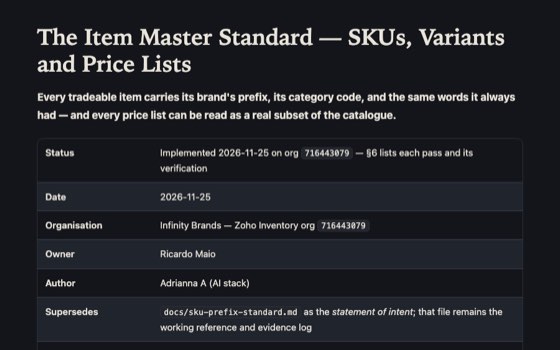 The Item Master Standard — SKUs, Variants
and Price Lists
Every tradeable item carries its brand's prefix, its category code, and the same words it always
had — and every price list can be read as a real subset of the catalogue.
Status
Implemented 2026-11-25 on org 716443079 — §6 lists each pass and its
verification
Date
2026-11-25
Organisation
Infinity Brands — Zoho Inventory org 716443079
Owner
Ricardo Maio
Author
Adrianna A (AI stack)
Supersedes
docs/sku-prefix-standard.md as the statement of intent; that file remains the
working reference and evidence log